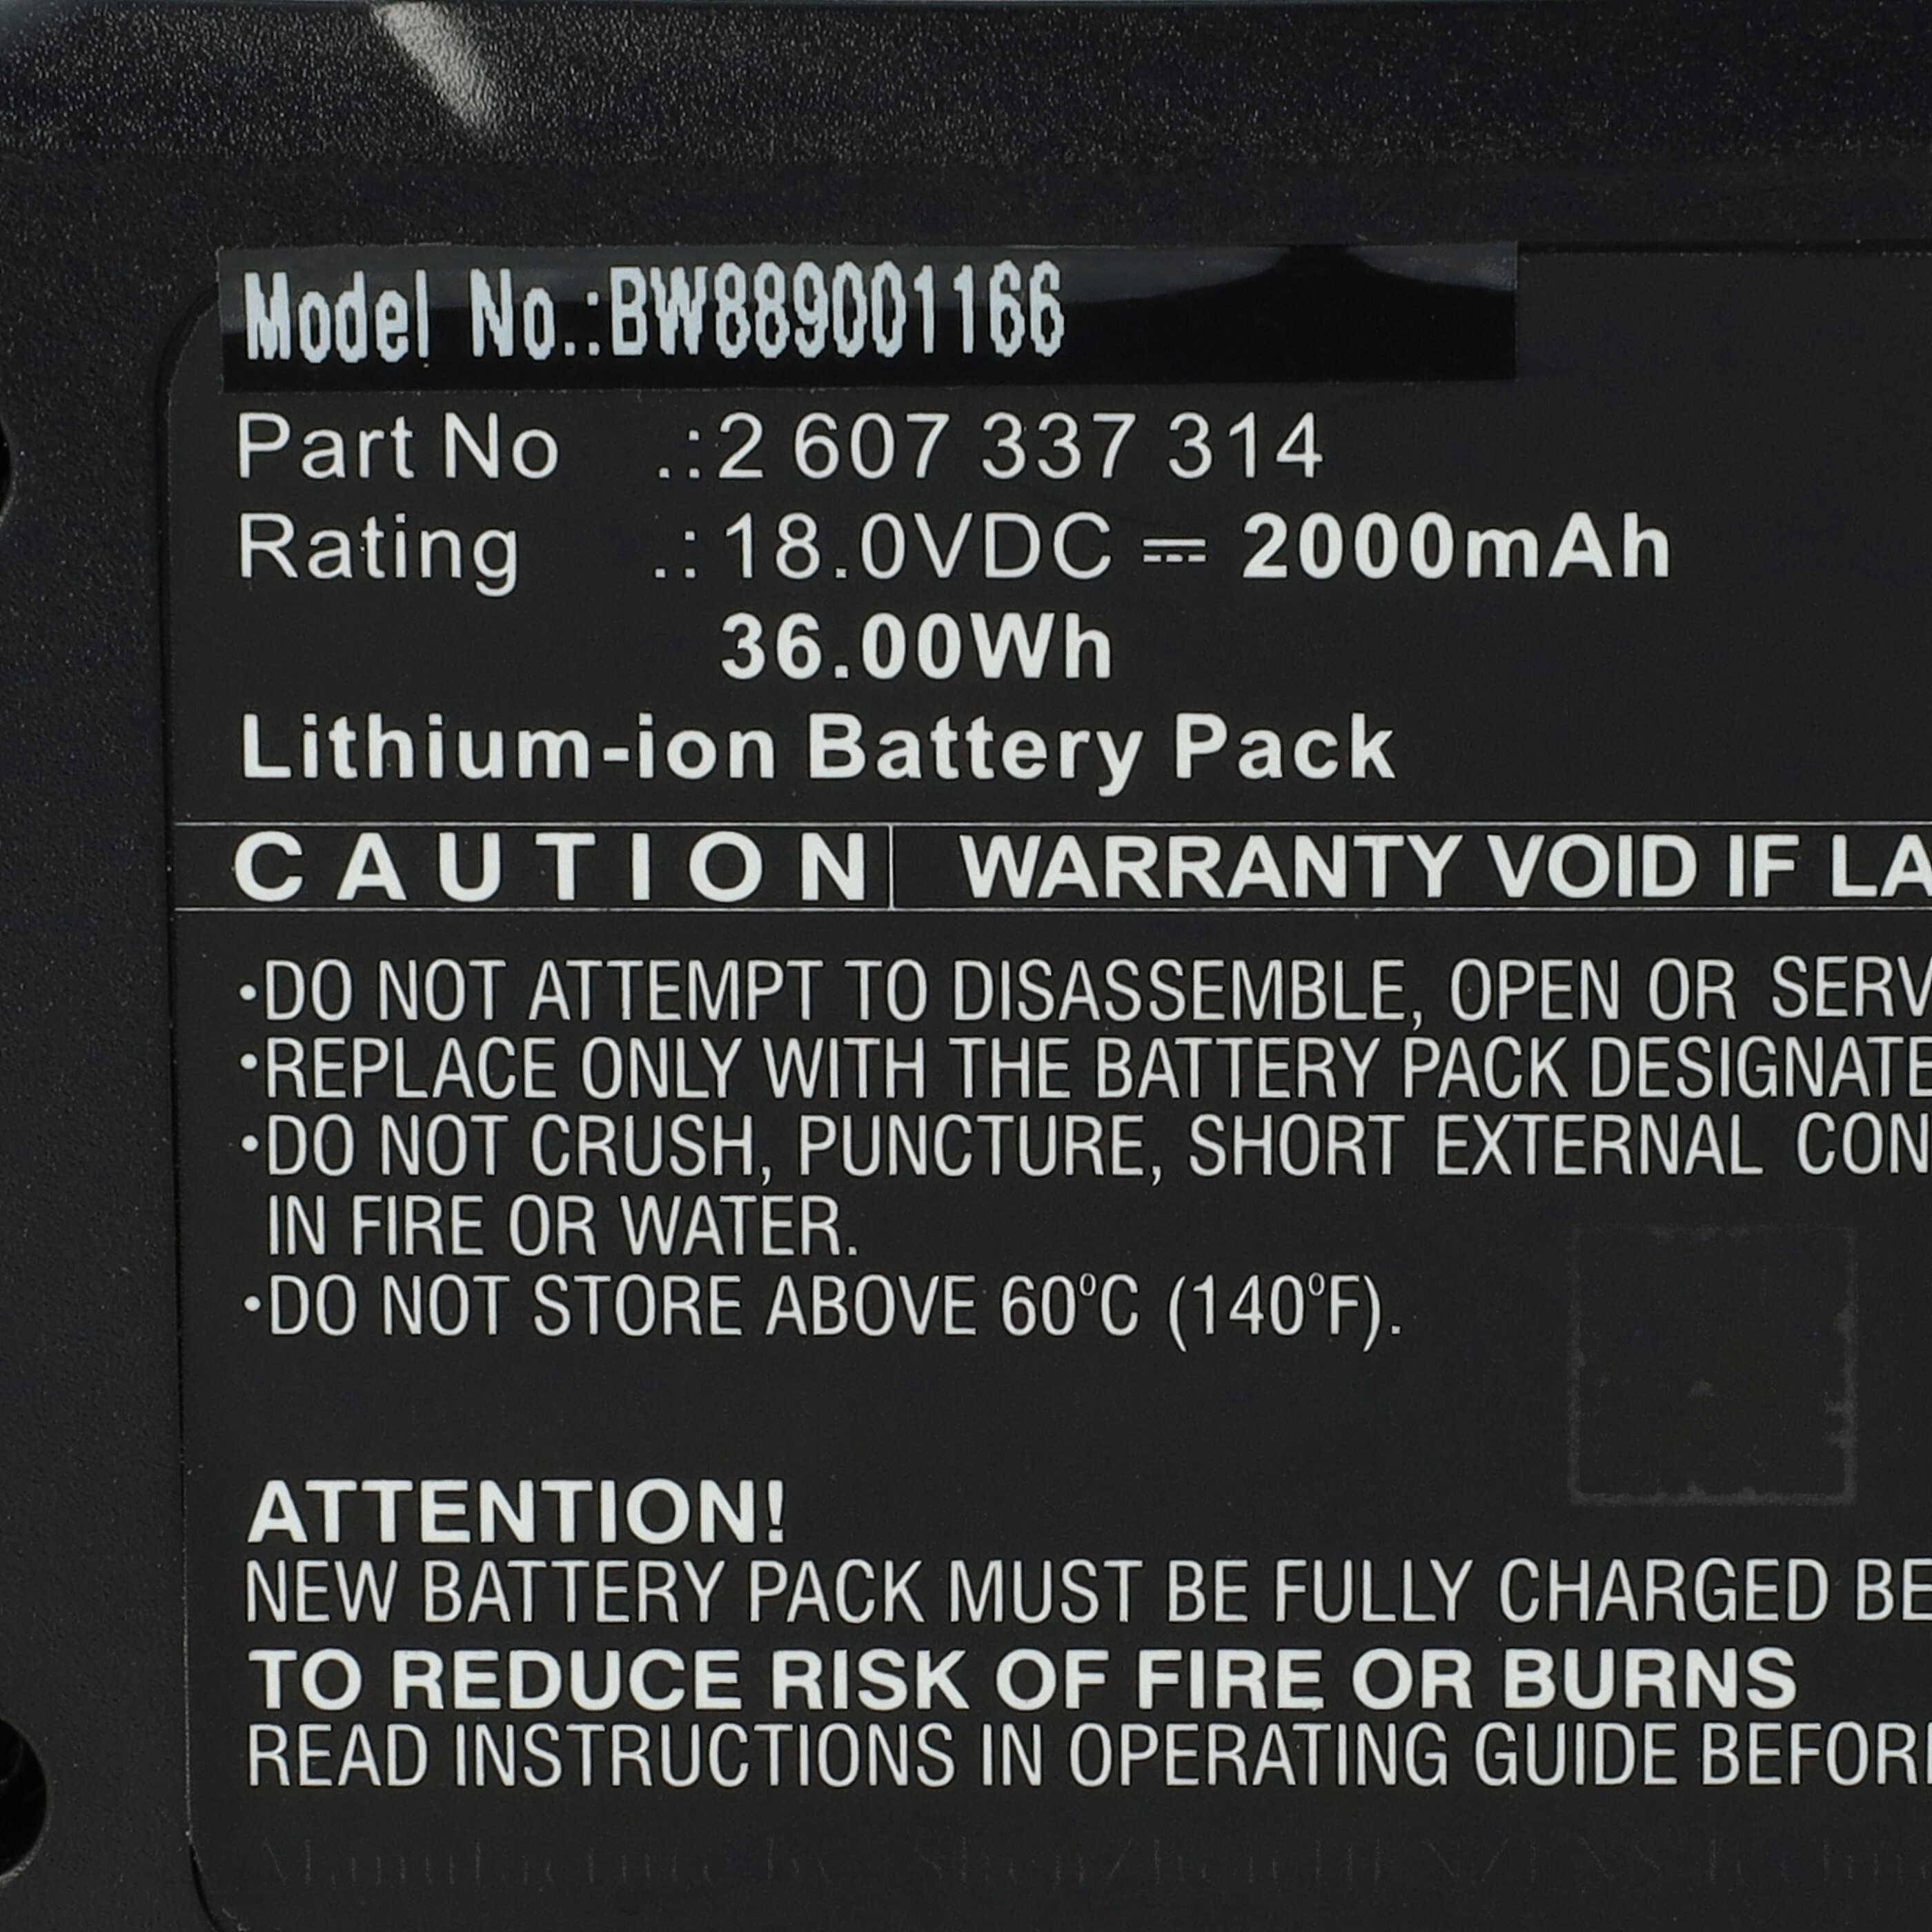 Model No.:BW889001166
Part No .:2 607 337 314
Rating .: 18.0VDC ⎓ 2000mAh
36.00Wh
Lithium-ion Battery Pack
CAUTION WARRANTY VOID IF LA
•DO NOT ATTEMPT TO DISASSEMBLE, OPEN OR SERV
•REPLACE ONLY WITH THE BATTERY PACK DESIGNATE
•DO NOT CRUSH, PUNCTURE, SHORT EXTERNAL CON
IN FIRE OR WATER.
•DO NOT STORE ABOVE 60°C (140°F).
ATTENTION!
NEW BATTERY PACK MUST BE FULLY CHARGED BE
TO REDUCE RISK OF FIRE OR BURNS
READ INSTRUCTIONS IN OPERATING GUIDE BEFOR
Manufacture by